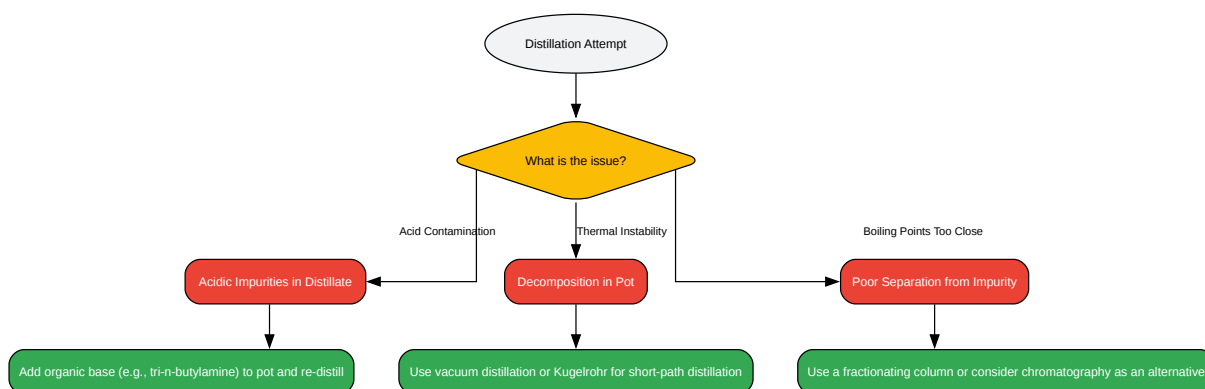 Distillation Attempt
What is the issue?
Acid Contamination
Thermal Instability
Boiling Points Too Close
Acidic Impurities in Distillate
Decomposition in Pot
Poor Separation from Impurity
Add organic base (e.g., tri-n-butylamine) to pot and re-distill
Use vacuum distillation or Kugelrohr for short-path distillation
Use a fractionating column or consider chromatography as an alternative